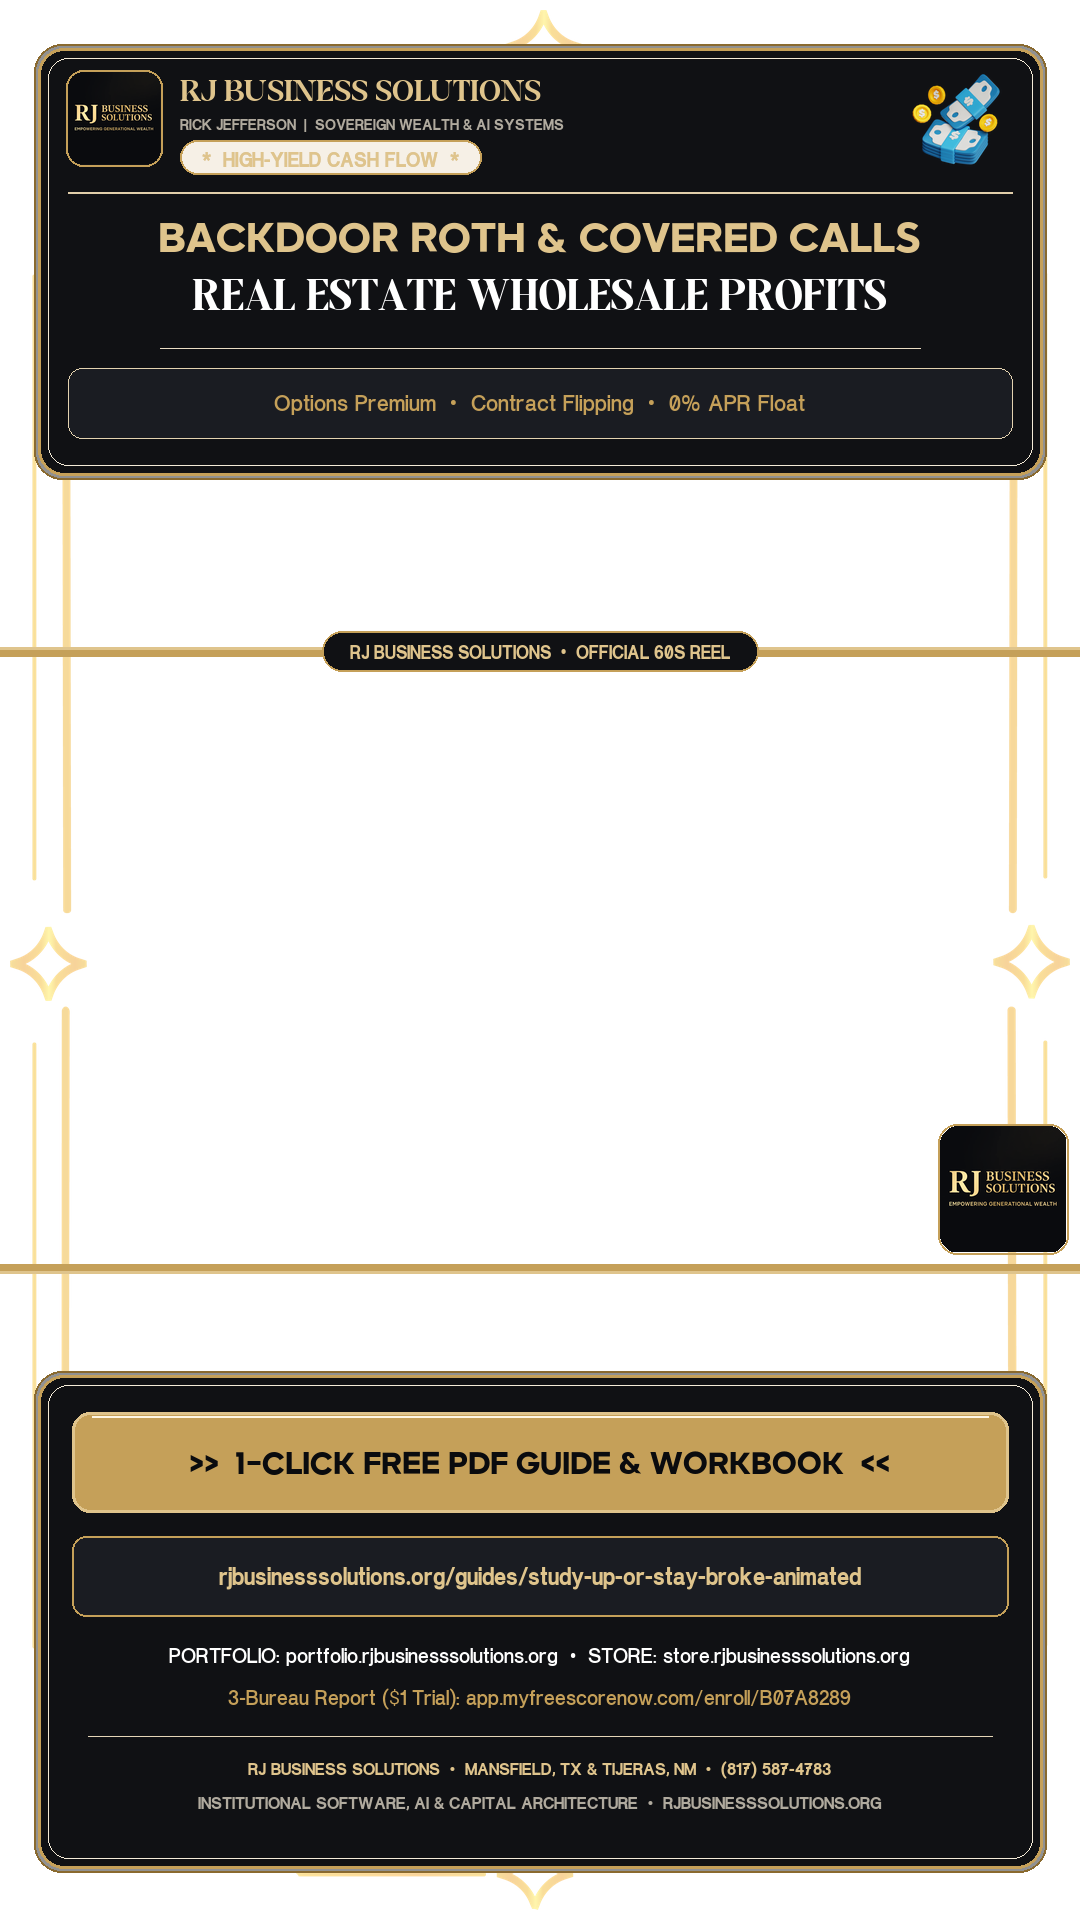 RJ BUSINESS SOLUTIONS
EMPOWERING GENERATIONAL WEALTH
RJ BUSINESS SOLUTIONS
RICK JEFFERSON | SOVEREIGN WEALTH & AI SYSTEMS
* HIGH-YIELD CASH FLOW *
BACKDOOR ROTH & COVERED CALLS
REAL ESTATE WHOLESALE PROFITS
Options Premium • Contract Flipping • 0% APR Float
RJ BUSINESS SOLUTIONS • OFFICIAL 60S REEL
RJ BUSINESS SOLUTIONS
EMPOWERING GENERATIONAL WEALTH
>> 1-CLICK FREE PDF GUIDE & WORKBOOK <<
rjbusinesssolutions.org/guides/study-up-or-stay-broke-animated
PORTFOLIO: portfolio.rjbusinesssolutions.org • STORE: store.rjbusinesssolutions.org
3-Bureau Report ($1 Trial): app.myfreescorenow.com/enroll/B07A8289
RJ BUSINESS SOLUTIONS • MANSFIELD, TX & TIJERAS, NM • (817) 587-4783
INSTITUTIONAL SOFTWARE, AI & CAPITAL ARCHITECTURE • RJBUSINESSSOLUTIONS.ORG